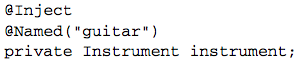 @Inject
@Named("guitar")
private Instrument instrument;